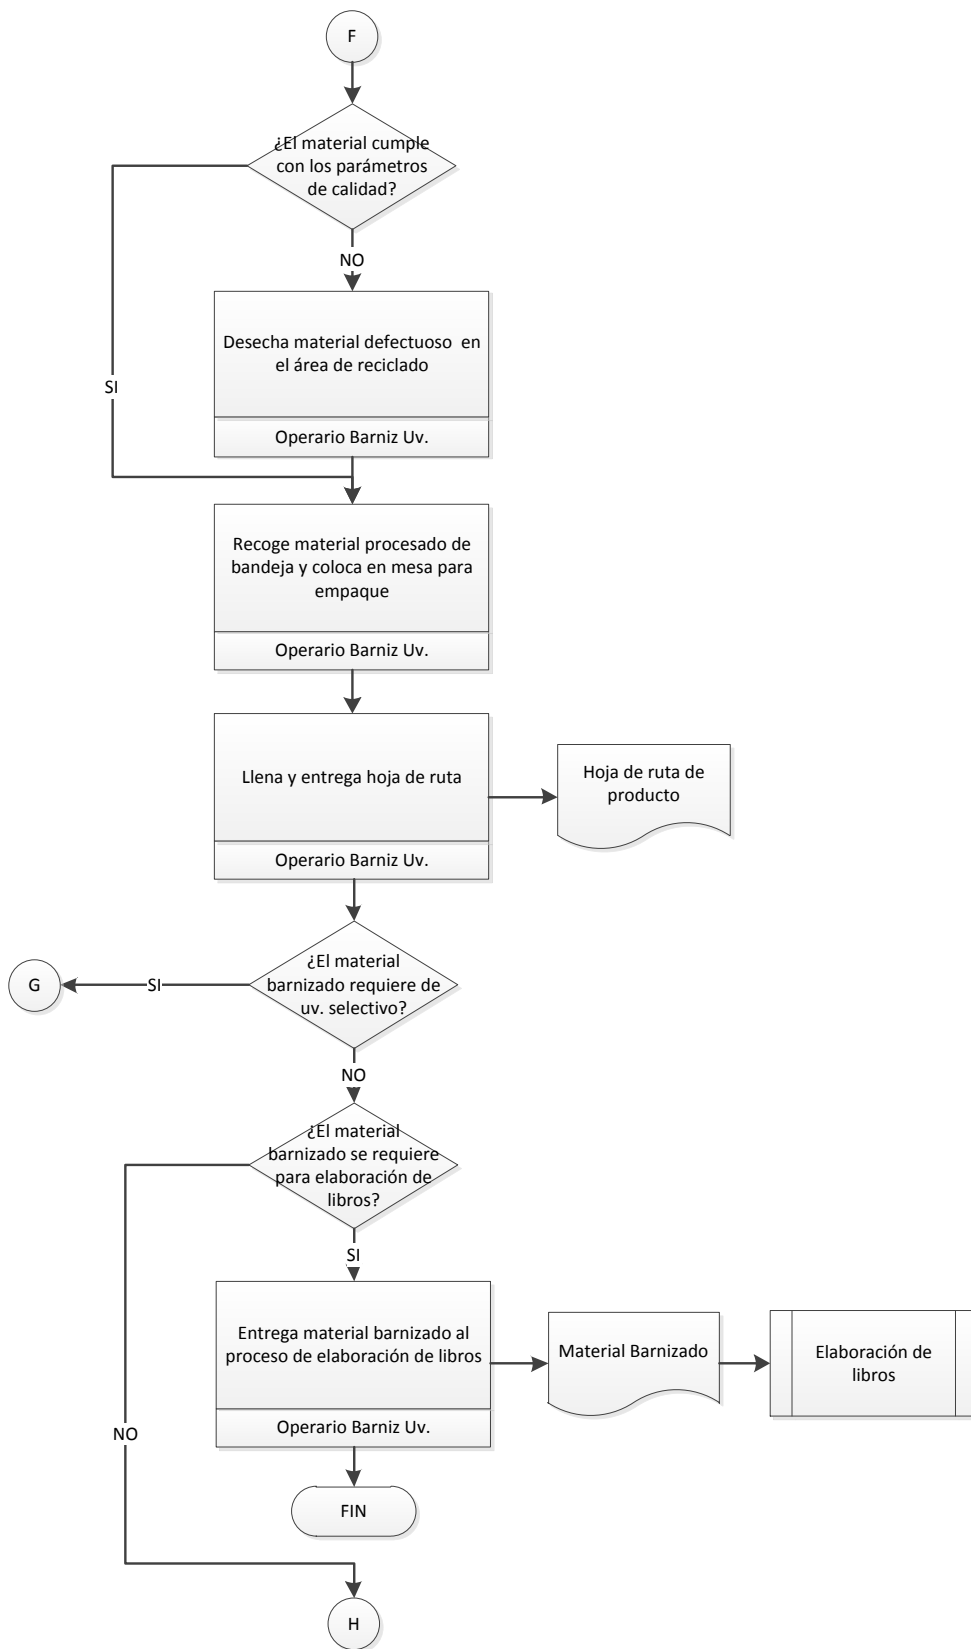 F
¿El material cumple
con los parámetros
de calidad?
NO
SI
Desecha material defectuoso  en
el área de reciclado
Operario Barniz Uv.
Recoge material procesado de
bandeja y coloca en mesa para
empaque
Operario Barniz Uv.
Llena y entrega hoja de ruta
Operario Barniz Uv.
Hoja de ruta de
producto
¿El material
barnizado requiere de
uv. selectivo?
SI
G
NO
¿El material
barnizado se requiere
para elaboración de
libros?
SI
NO
Entrega material barnizado al
proceso de elaboración de libros
Operario Barniz Uv.
Material Barnizado
Elaboración de
libros
FIN
H